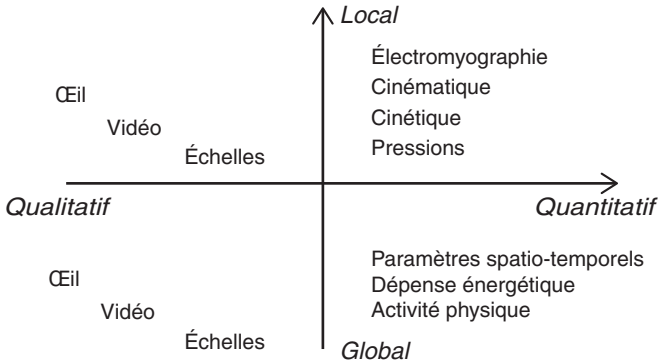 Local
Électromyographie
Cinématique
Œil
Cinétique
Vidéo
Pressions
Échelles
Qualitatif
Quantitatif
Paramètres spatio-temporels
Œil
Dépense énergétique
Vidéo
Activité physique
Échelles
Global